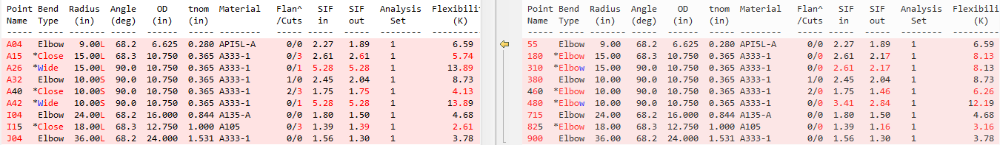 Point Bend Radius Angle OD tnom Material Flan^ SIF SIF Analysis Flexibili
Name Type (in) (deg) (in) (in) /Cuts in out Set (K)
----- ----- ------ ----- ------ ----- -------- ----- ----- ----- -------- ---------
A04 Elbow 9.00L 68.2 6.625 0.280 API5L-A 0/0 2.27 1.89 1 6.59
A15 *Close 15.00L 68.3 10.750 0.365 A333-1 0/3 2.61 2.61 1 5.74
A26 *Wide 15.00L 90.0 10.750 0.365 A333-1 0/1 5.28 5.28 1 13.89
A32 Elbow 10.00S 90.0 10.750 0.365 A333-1 1/0 2.45 2.04 1 8.73
A40 *Close 10.00S 90.0 10.750 0.365 A333-1 2/3 1.75 1.75 1 4.13
A42 *Wide 10.00S 90.0 10.750 0.365 A333-1 0/1 5.28 5.28 1 13.89
I04 Elbow 24.00L 68.2 16.000 0.844 A135-A 0/0 1.80 1.50 1 4.68
I15 *Close 18.00L 68.3 12.750 1.000 A105 0/3 1.39 1.39 1 2.61
J04 Elbow 36.00L 68.2 24.000 1.531 A333-1 0/0 1.56 1.30 1 3.78
Point Bend Radius Angle OD tnom Material Flan^ SIF SIF Analysis Flexibili
Name Type (in) (deg) (in) (in) /Cuts in out Set (K)
----- ----- ------ ----- ------ ----- -------- ----- ----- ----- -------- ---------
55 Elbow 9.00 68.2 6.625 0.280 API5L-A 0/0 2.27 1.89 1 6.59
180 *Elbow 15.00 68.3 10.750 0.365 A333-1 0/0 2.61 2.17 1 8.13
310 *Elbow 15.00 90.0 10.750 0.365 A333-1 0/0 2.61 2.17 1 8.13
380 Elbow 10.00 90.0 10.750 0.365 A333-1 1/0 2.45 2.04 1 8.73
460 *Elbow 10.00 90.0 10.750 0.365 A333-1 2/0 1.75 1.46 1 6.26
480 *Elbow 10.00 90.0 10.750 0.365 A333-1 0/0 3.41 2.84 1 12.19
715 Elbow 24.00 68.2 16.000 0.844 A135-A 0/0 1.80 1.50 1 4.68
825 *Elbow 18.00 68.3 12.750 1.000 A105 0/0 1.39 1.16 1 3.16
900 Elbow 36.00 68.2 24.000 1.531 A333-1 0/0 1.56 1.30 1 3.78